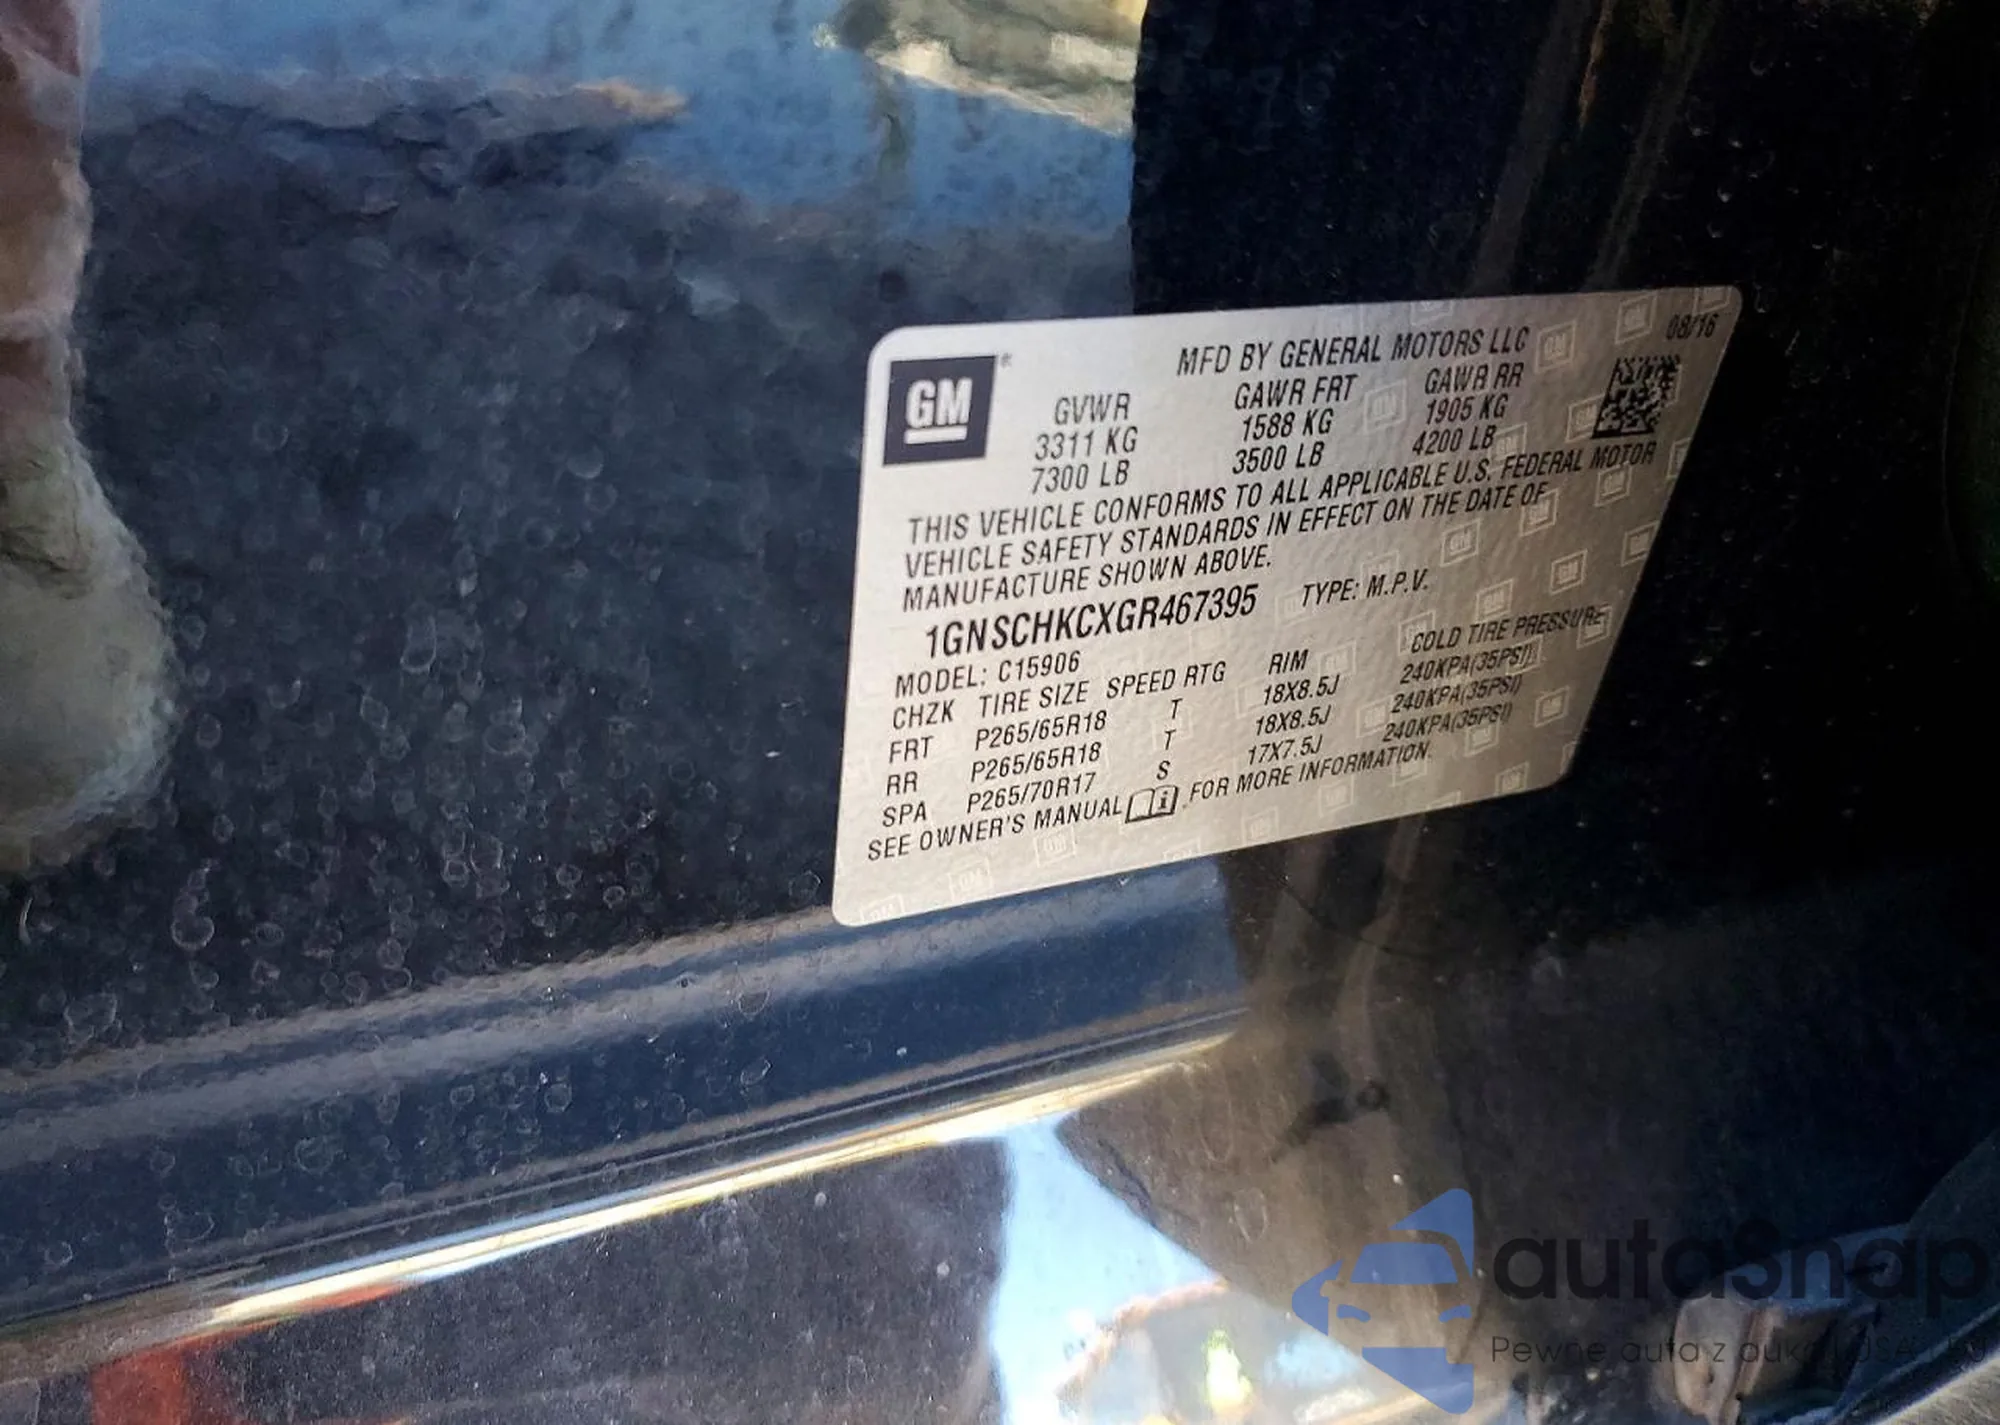 MFD BY GENERAL MOTORS LLC 08/16
GM
GVWR GAWR FRT GAWR RR
3311 KG 1588 KG 1905 KG
7300 LB 3500 LB 4200 LB
THIS VEHICLE CONFORMS TO ALL APPLICABLE U.S. FEDERAL MOTOR
VEHICLE SAFETY STANDARDS IN EFFECT ON THE DATE OF
MANUFACTURE SHOWN ABOVE.
1GNSCHKCXGR467395 TYPE: M.P.V.
MODEL: C15906
CHZK TIRE SIZE SPEED RTG RIM COLD TIRE PRESSURE
FRT P265/65R18 T 18X8.5J 240KPA(35PSI)
RR P265/65R18 T 18X8.5J 240KPA(35PSI)
SPA P265/70R17 S 17X7.5J 240KPA(35PSI)
SEE OWNER'S MANUAL i FOR MORE INFORMATION.
autaSnap
Pewne auta z